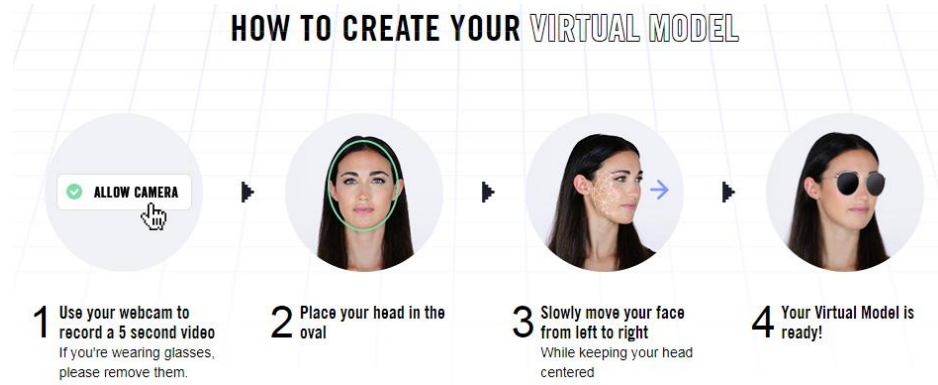 HOW TO CREATE YOUR VIRTUAL MODEL
ALLOW CAMERA
1 Use your webcam to
record a 5 second video
If you're wearing glasses,
please remove them.
2 Place your head in the
oval
3 Slowly move your face
from left to right
While keeping your head
centered
4 Your Virtual Model is
ready!